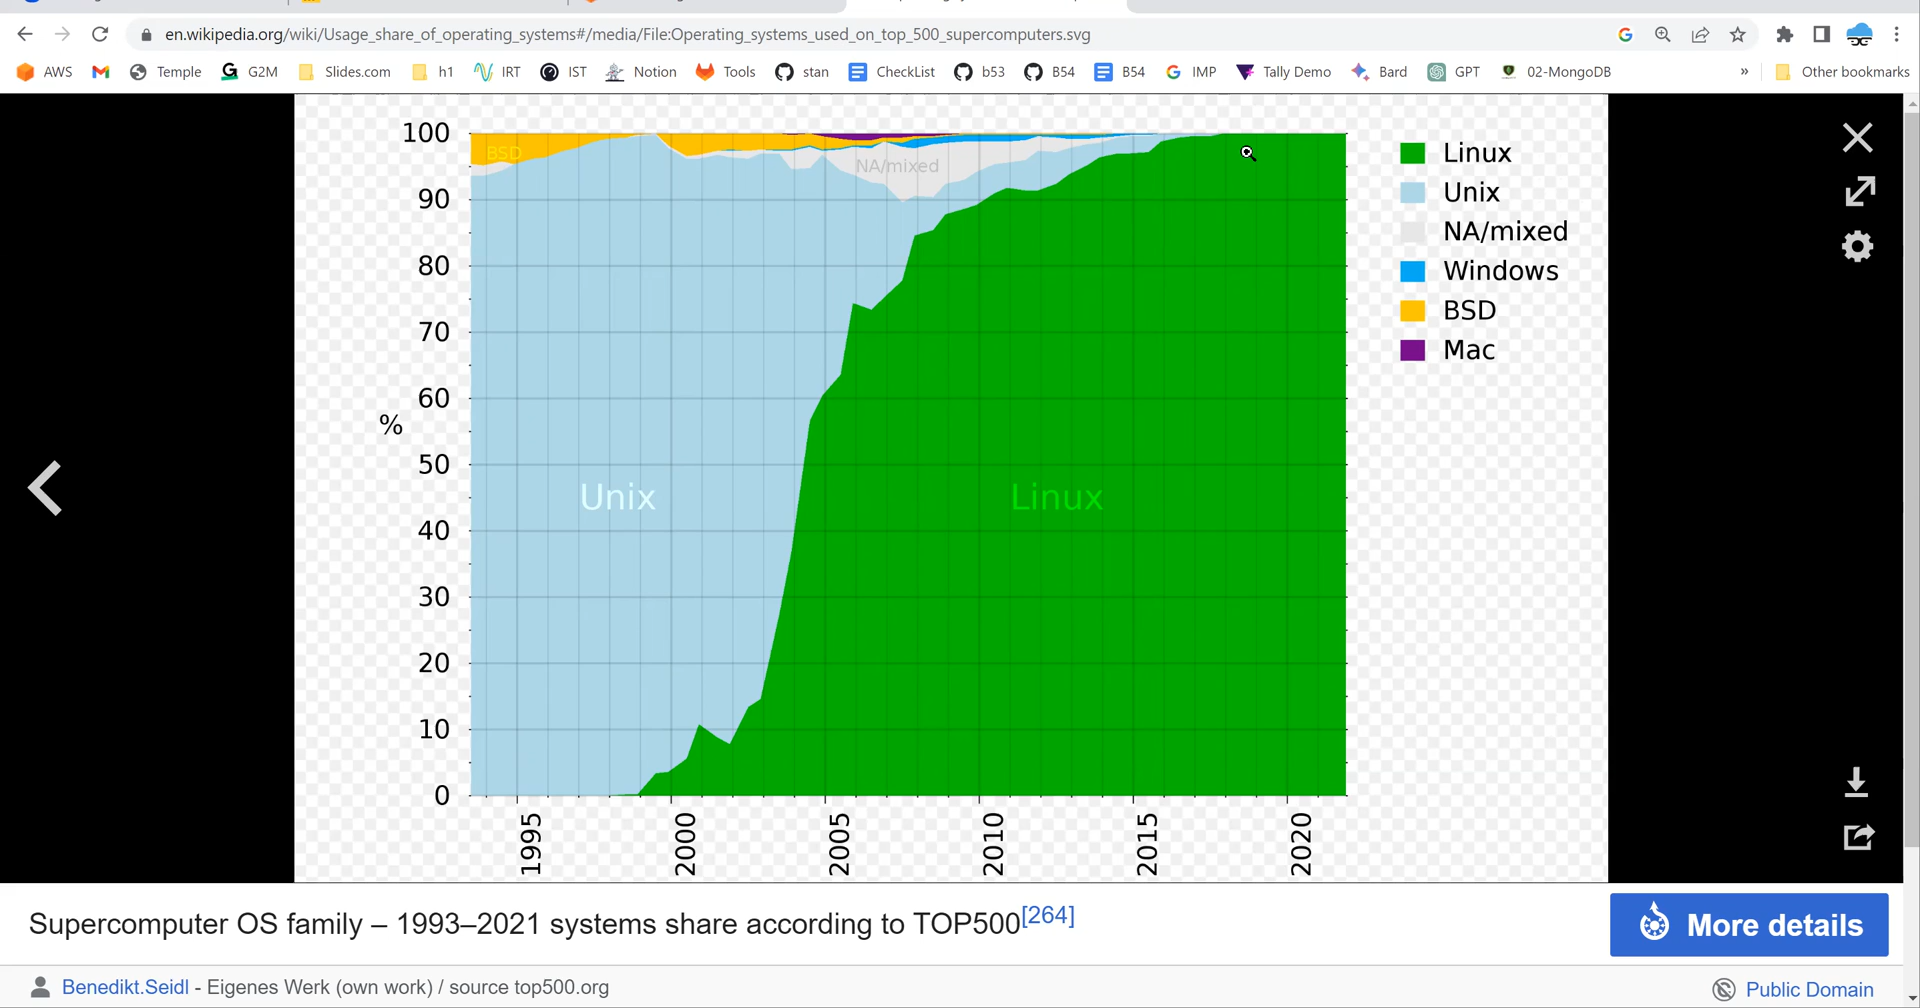 en.wikipedia.org/wiki/Usage_share_of_operating_systems#/media/File:Operating_systems_used_on_top_500_supercomputers.svg
AWS Temple G2M Slides.com h1 IRT IST Notion Tools stan CheckList b53 B54 B54 IMP Tally Demo Bard GPT 02-MongoDB » Other bookmarks
100
90
80
70
60
50
40
30
20
10
0
%
BSD
NA/mixed
Unix
Linux
1995 2000 2005 2010 2015 2020
Linux
Unix
NA/mixed
Windows
BSD
Mac
Supercomputer OS family – 1993–2021 systems share according to TOP500[264]
More details
Benedikt.Seidl - Eigenes Werk (own work) / source top500.org
Public Domain